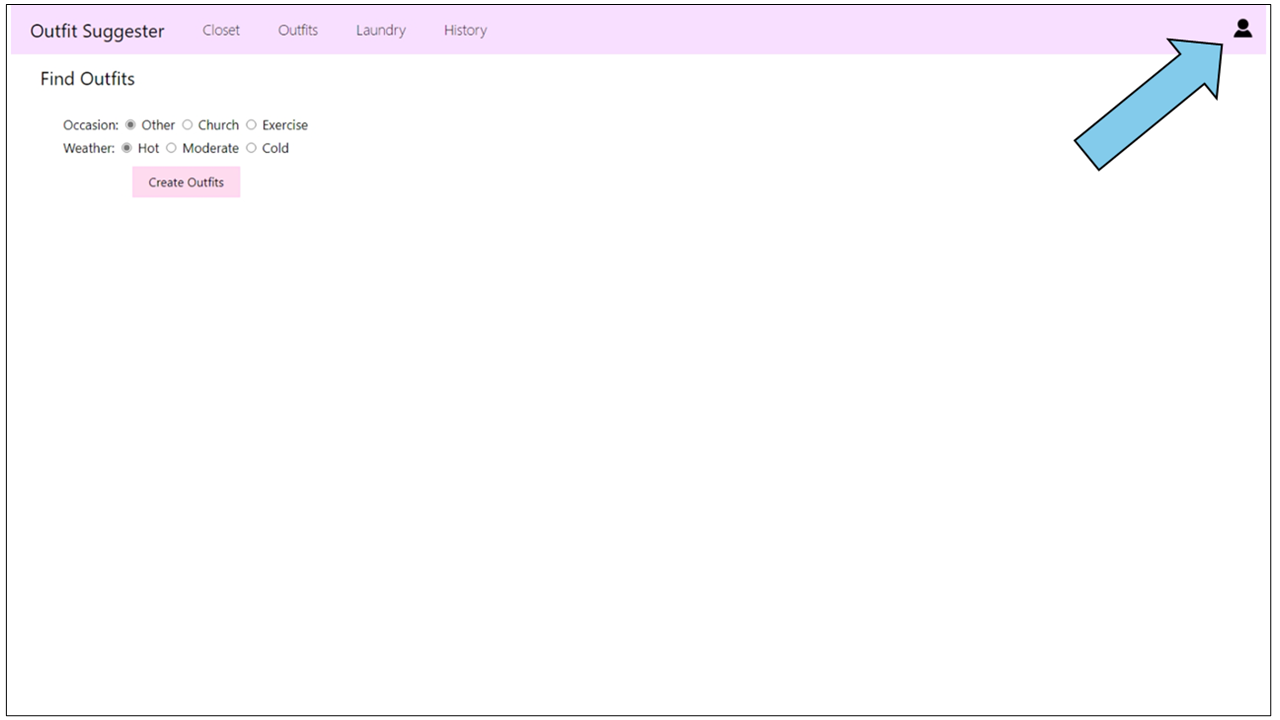 Outfit Suggester Closet Outfits Laundry History
Find Outfits
Occasion: Other Church Exercise
Weather: Hot Moderate Cold
Create Outfits